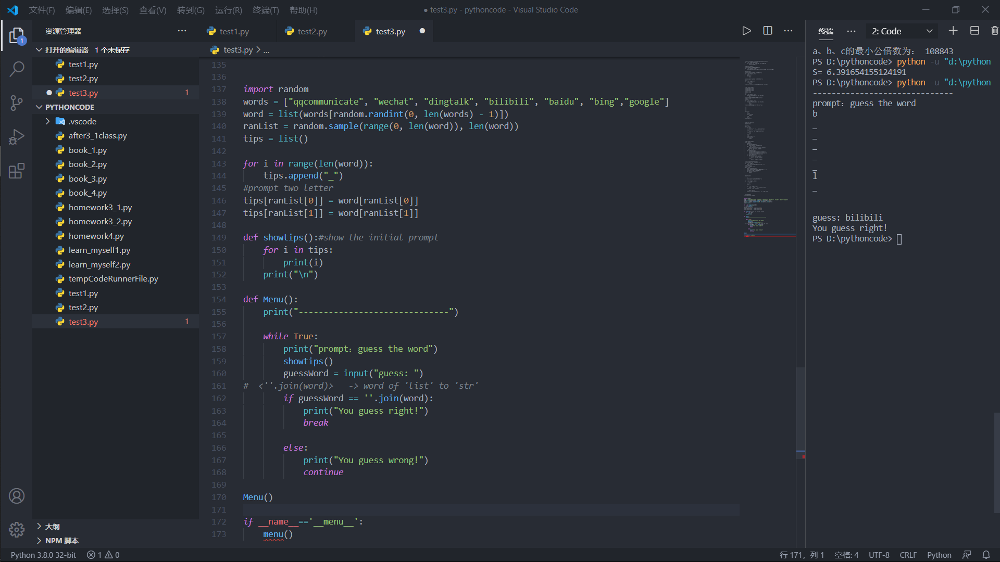 文件(F) 编辑(E) 选择(S) 查看(V) 转到(G) 运行(R) 终端(T) 帮助(H)
● test3.py - pythoncode - Visual Studio Code
资源管理器
打开的编辑器 1 个未保存
test1.py
test2.py
test3.py 1
PYTHONCODE
.vscode
after3_1class.py
book_1.py
book_2.py
book_3.py
book_4.py
homework3_1.py
homework3_2.py
homework4.py
learn_myself1.py
learn_myself2.py
tempCodeRunnerFile.py
test1.py
test2.py
test3.py 1
大纲
NPM 脚本
1
test1.py test2.py test3.py
test3.py > ...
135
136
137 import random
138 words = ["qqcommunicate", "wechat", "dingtalk", "bilibili", "baidu", "bing","google"]
139 word = list(words[random.randint(0, len(words) - 1)])
140 ranList = random.sample(range(0, len(word)), len(word))
141 tips = list()
142
143 for i in range(len(word)):
144     tips.append("_")
145 #prompt two letter
146 tips[ranList[0]] = word[ranList[0]]
147 tips[ranList[1]] = word[ranList[1]]
148
149 def showtips():#show the initial prompt
150     for i in tips:
151         print(i)
152     print("\n")
153
154 def Menu():
155     print("------------------------------")
156
157     while True:
158         print("prompt：guess the word")
159         showtips()
160         guessWord = input("guess: ")
161 #  <''.join(word)>   -> word of 'list' to 'str'
162         if guessWord == ''.join(word):
163             print("You guess right!")
164             break
165
166         else:
167             print("You guess wrong!")
168             continue
169
170 Menu()
171
172 if __name__=='__menu__':
173     menu()
终端 ··· 2: Code
a、b、c的最小公倍数为： 108843
PS D:\pythoncode> python -u "d:\python
S= 6.391654155124191
PS D:\pythoncode> python -u "d:\python
------------------------------
prompt：guess the word
b
_
_
_
_
_
l
_
guess: bilibili
You guess right!
PS D:\pythoncode>
Python 3.8.0 32-bit 1 0
行 171，列 1 空格: 4 UTF-8 CRLF Python